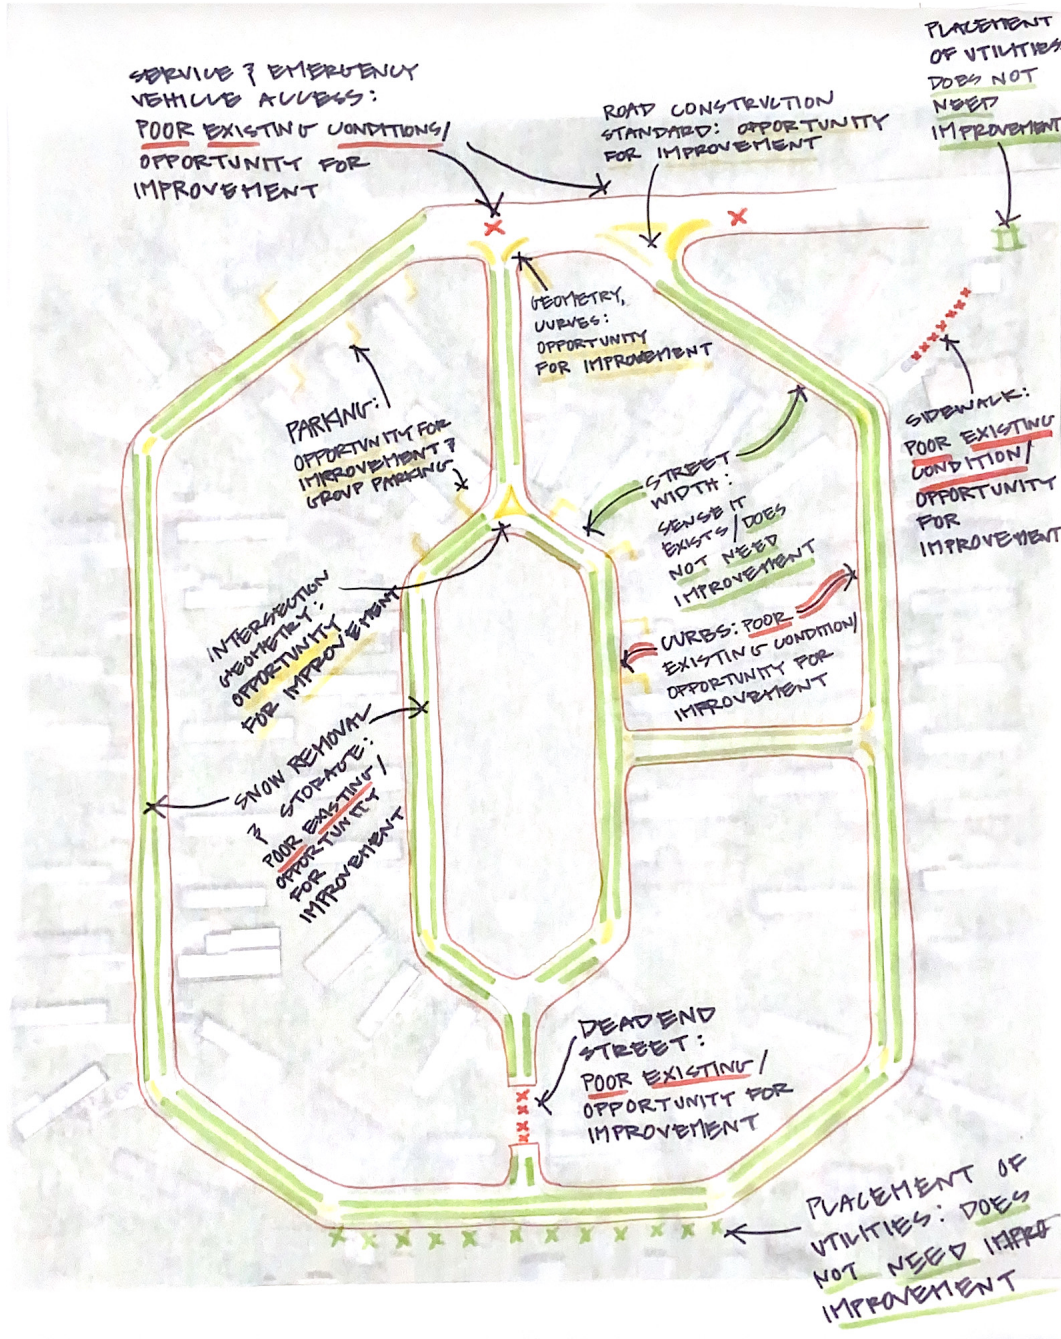 SERVICE & EMERGENCY
VEHICLE ACCESS:
POOR EXISTING CONDITIONS/
OPPORTUNITY FOR
IMPROVEMENT
ROAD CONSTRUCTION
STANDARD: OPPORTUNITY
FOR IMPROVEMENT
PLACEMENT
OF UTILITIES
DOES NOT
NEED
IMPROVEMENT
GEOMETRY,
CURVES:
OPPORTUNITY
FOR IMPROVEMENT
PARKING:
OPPORTUNITY FOR
IMPROVEMENT &
GROUP PARKING
STREET
WIDTH:
SENSE IT
EXISTS/DOES
NOT NEED
IMPROVEMENT
SIDEWALK:
POOR EXISTING
CONDITION/
OPPORTUNITY
FOR
IMPROVEMENT
INTERSECTION
GEOMETRY:
OPPORTUNITY
FOR IMPROVEMENT
CURBS: POOR
EXISTING CONDITION/
OPPORTUNITY FOR
IMPROVEMENT
SNOW REMOVAL
& STORAGE:
POOR EXISTING/
OPPORTUNITY
FOR
IMPROVEMENT
DEAD END
STREET:
POOR EXISTING/
OPPORTUNITY FOR
IMPROVEMENT
PLACEMENT OF
UTILITIES: DOES
NOT NEED IMPRO
IMPROVEMENT